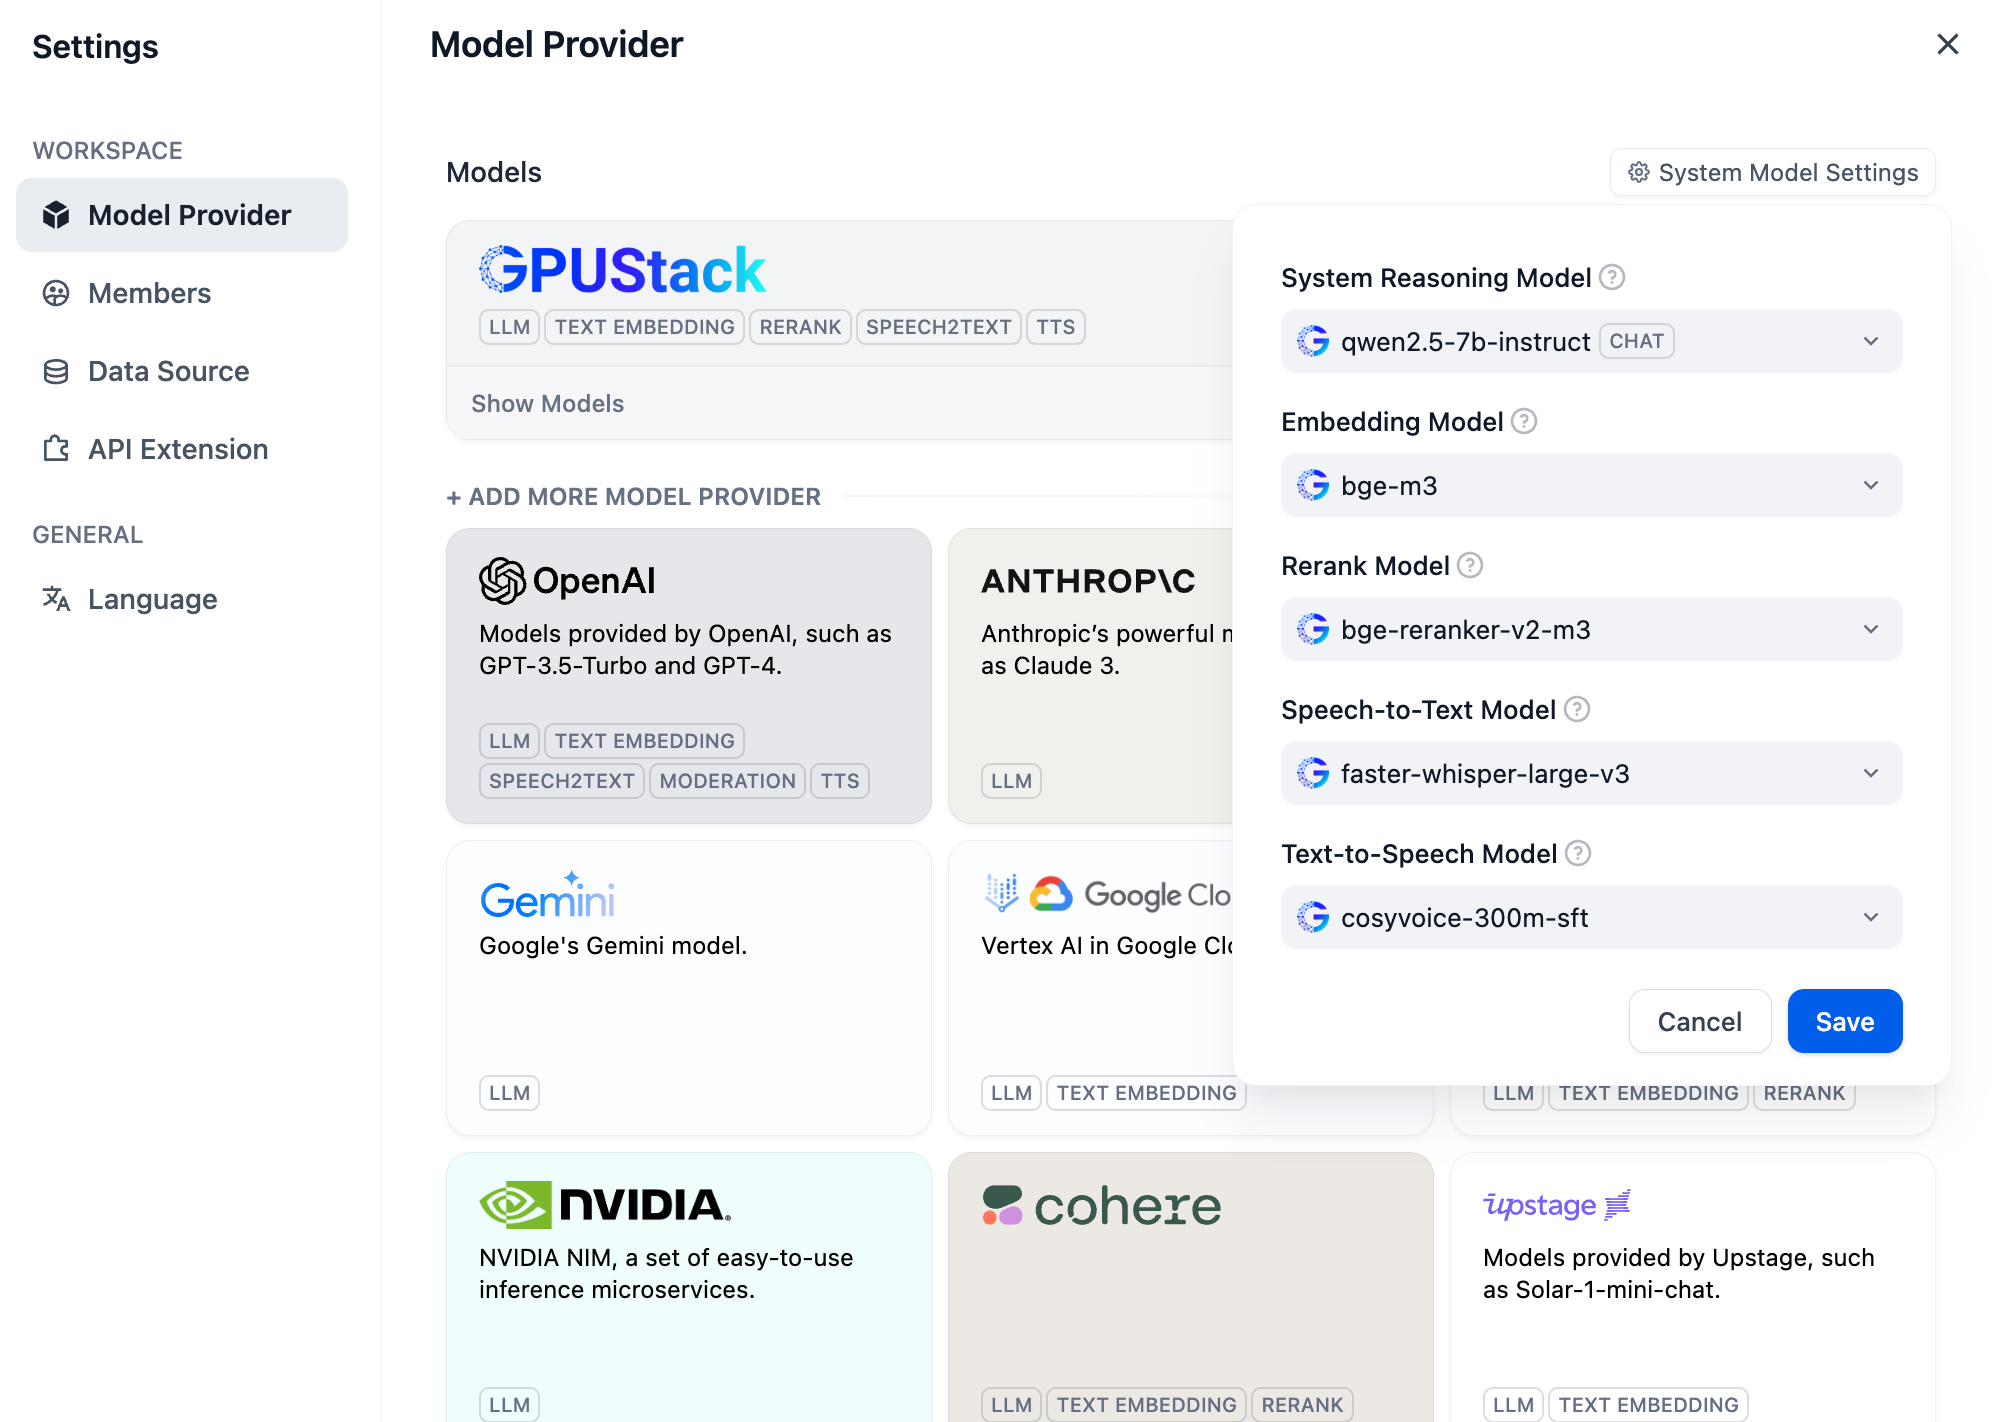 Settings
WORKSPACE
Model Provider
Members
Data Source
API Extension
GENERAL
Language
Model Provider
Models
System Model Settings
GPUStack
LLM TEXT EMBEDDING RERANK SPEECH2TEXT TTS
Show Models
+ ADD MORE MODEL PROVIDER
OpenAI
Models provided by OpenAI, such as
GPT-3.5-Turbo and GPT-4.
LLM TEXT EMBEDDING
SPEECH2TEXT MODERATION TTS
ANTHROP\C
Anthropic’s powerful
as Claude 3.
LLM
Gemini
Google's Gemini model.
LLM
Google Clo
Vertex AI in Google Clo
LLM TEXT EMBEDDING
LLM TEXT EMBEDDING RERANK
NVIDIA.
NVIDIA NIM, a set of easy-to-use
inference microservices.
LLM
cohere
LLM TEXT EMBEDDING RERANK
upstage
Models provided by Upstage, such
as Solar-1-mini-chat.
LLM TEXT EMBEDDING
System Reasoning Model
qwen2.5-7b-instruct CHAT
Embedding Model
bge-m3
Rerank Model
bge-reranker-v2-m3
Speech-to-Text Model
faster-whisper-large-v3
Text-to-Speech Model
cosyvoice-300m-sft
Cancel
Save